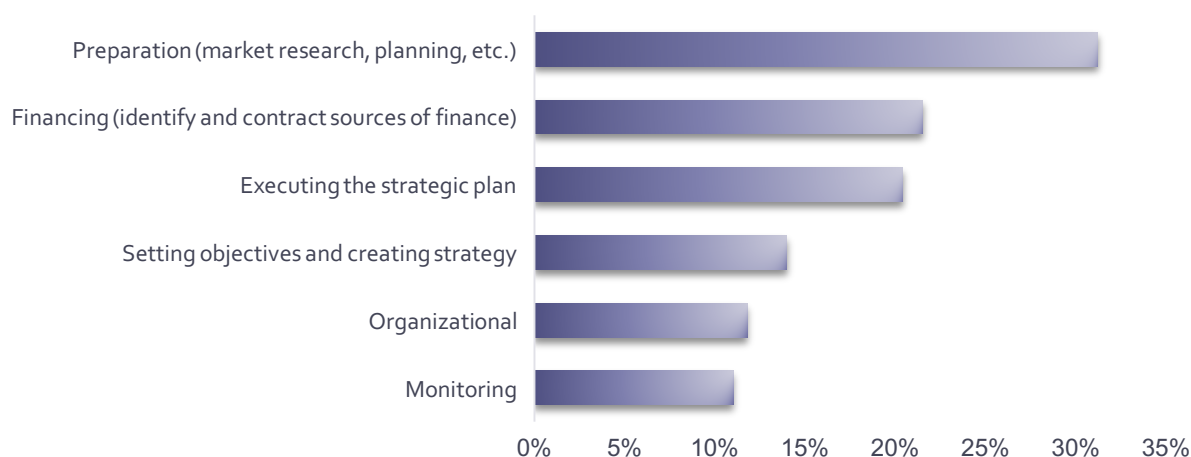 Preparation (market research, planning, etc.)
Financing (identify and contract sources of finance)
Executing the strategic plan
Setting objectives and creating strategy
Organizational
Monitoring
0% 5% 10% 15% 20% 25% 30% 35%